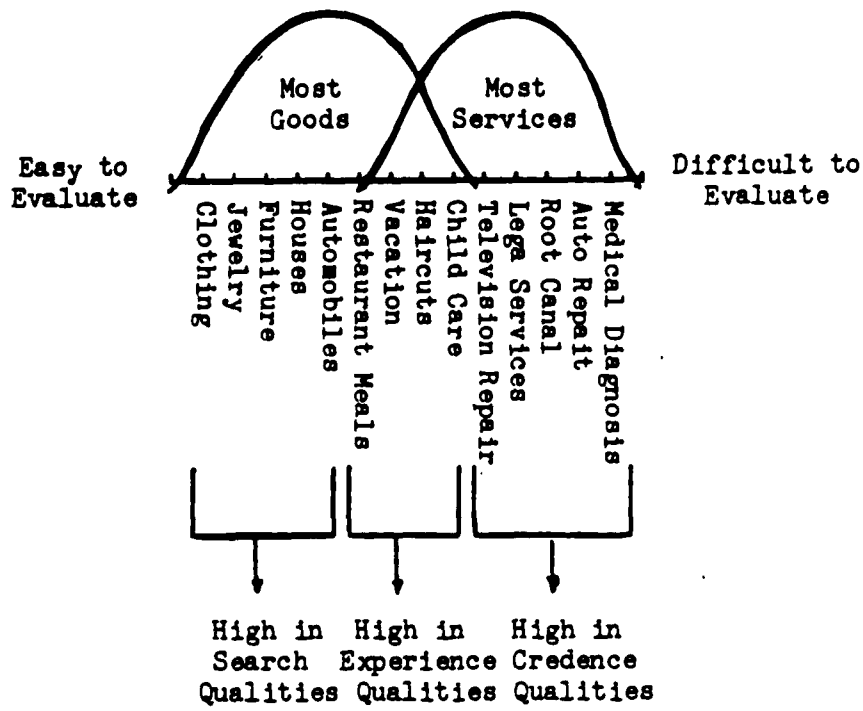 Most
Goods
Most
Services
Easy to
Evaluate
Difficult to
Evaluate
Clothing
Jewelry
Furniture
Houses
Automobiles
Restaurant Meals
Vacation
Haircuts
Child Care
Television Repair
Lega Services
Root Canal
Auto Repait
Medical Diagnosis
High in
Search
Qualities
High in
Experience
Qualities
High in
Credence
Qualities